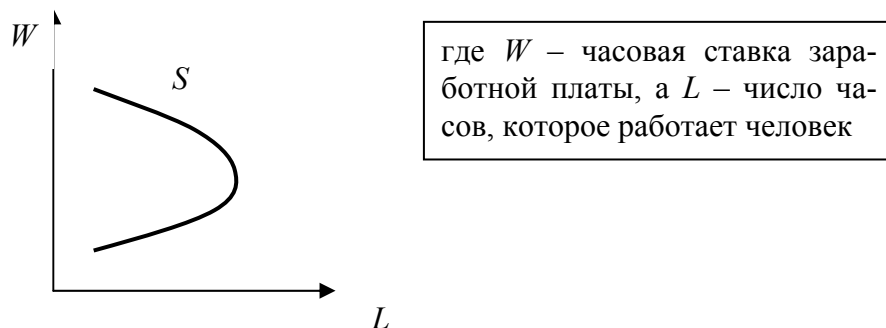 W
S
L
где W – часовая ставка зара-
ботной платы, а L – число ча-
сов, которое работает человек